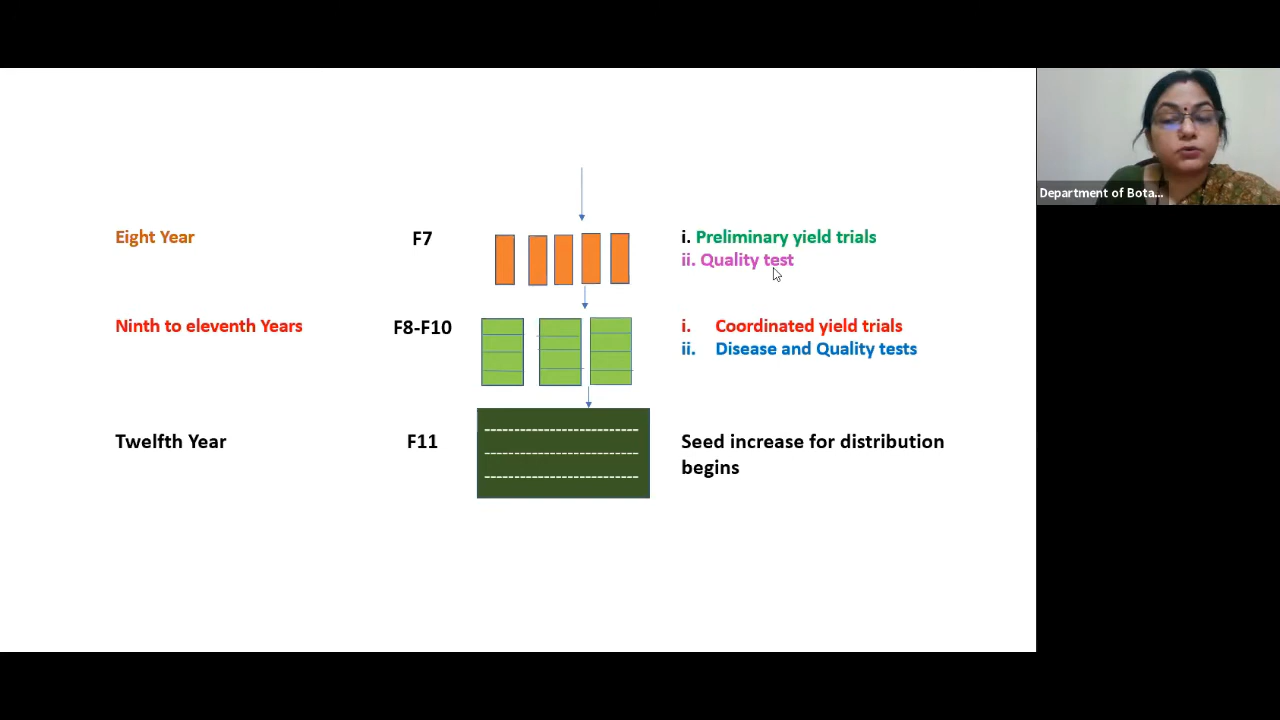 Eight Year
F7
i. Preliminary yield trials
ii. Quality test
Ninth to eleventh Years
F8-F10
i. Coordinated yield trials
ii. Disease and Quality tests
Twelfth Year
F11
Seed increase for distribution
begins
Department of Bota...